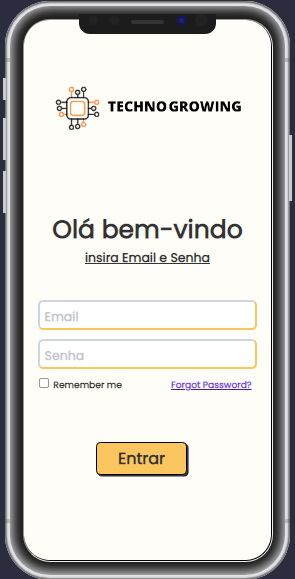 TECHNO GROWING
Olá bem-vindo
insira Email e Senha
Email
Senha
Remember me
Forgot Password?
Entrar